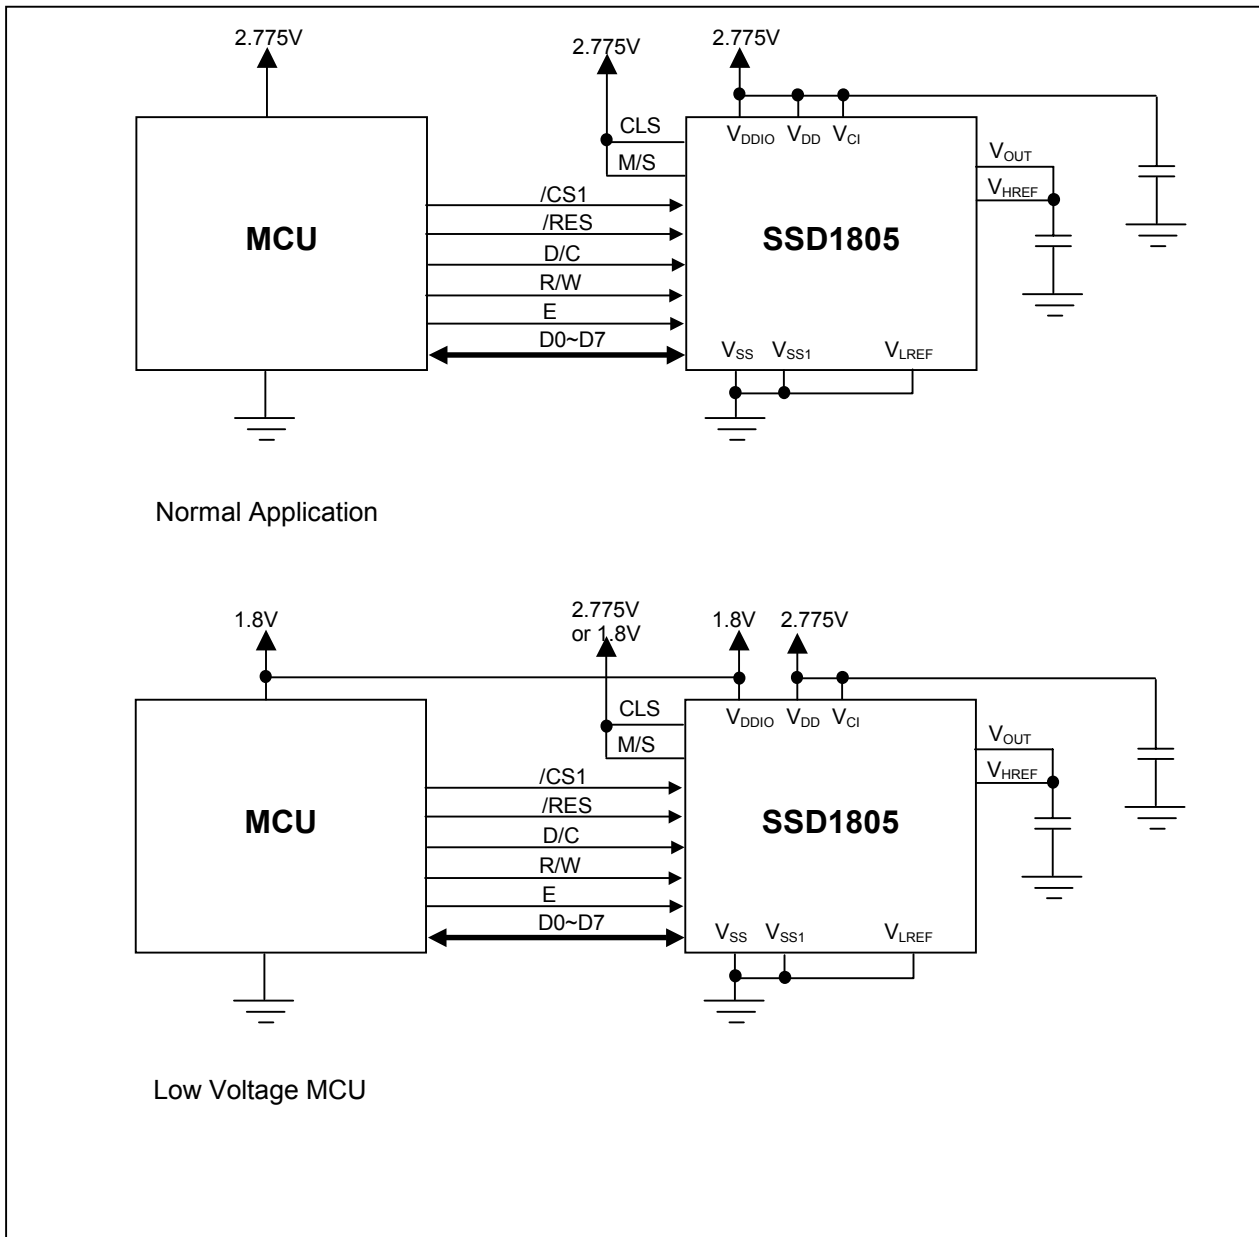 2.775V
2.775V
2.775V
CLS
M/S
VDDIO VDD VCI
VOUT
VHREF
/CS1
/RES
D/C
R/W
E
D0~D7
MCU
SSD1805
VSS VSS1 VLREF
Normal Application
1.8V
2.775V
or 1.8V
1.8V
2.775V
CLS
M/S
VDDIO VDD VCI
VOUT
VHREF
/CS1
/RES
D/C
R/W
E
D0~D7
MCU
SSD1805
VSS VSS1 VLREF
Low Voltage MCU